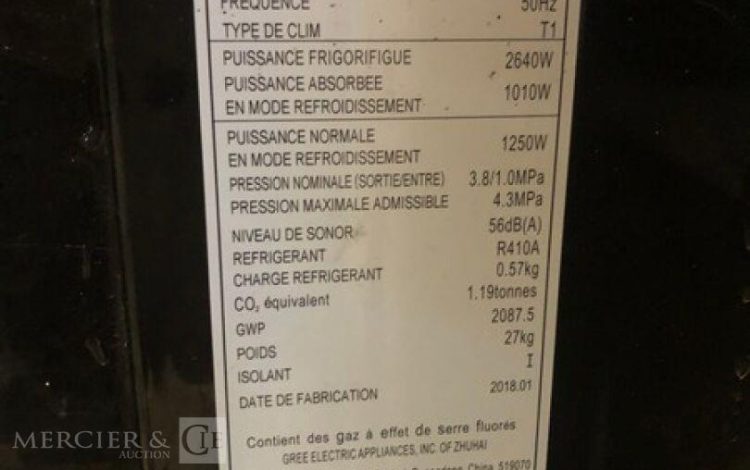 FREQUENCE 50Hz
TYPE DE CLIM T1
PUISSANCE FRIGORIFIGUE 2640W
PUISSANCE ABSORBEE
EN MODE REFROIDISSEMENT 1010W
PUISSANCE NORMALE
EN MODE REFROIDISSEMENT 1250W
PRESSION NOMINALE (SORTIE/ENTRE) 3.8/1.0MPa
PRESSION MAXIMALE ADMISSIBLE 4.3MPa
NIVEAU DE SONOR 56dB(A)
REFRIGERANT R410A
CHARGE REFRIGERANT 0.57kg
CO₂ équivalent 1.19tonnes
GWP 2087.5
POIDS 27kg
ISOLANT I
DATE DE FABRICATION 2018.01
Contient des gaz à effet de serre fluorés
GREE ELECTRIC APPLIANCES, INC. OF ZHUHAI
China, 519070
MERCIER & CIE
AUCTION